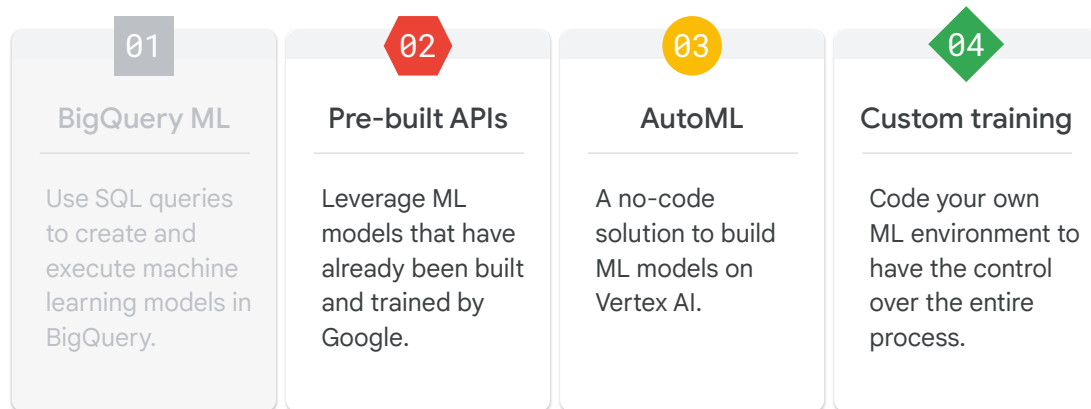 01
BigQuery ML
Use SQL queries
to create and
execute machine
learning models in
BigQuery.
02
Pre-built APIs
Leverage ML
models that have
already been built
and trained by
Google.
03
AutoML
A no-code
solution to build
ML models on
Vertex AI.
04
Custom training
Code your own
ML environment to
have the control
over the entire
process.